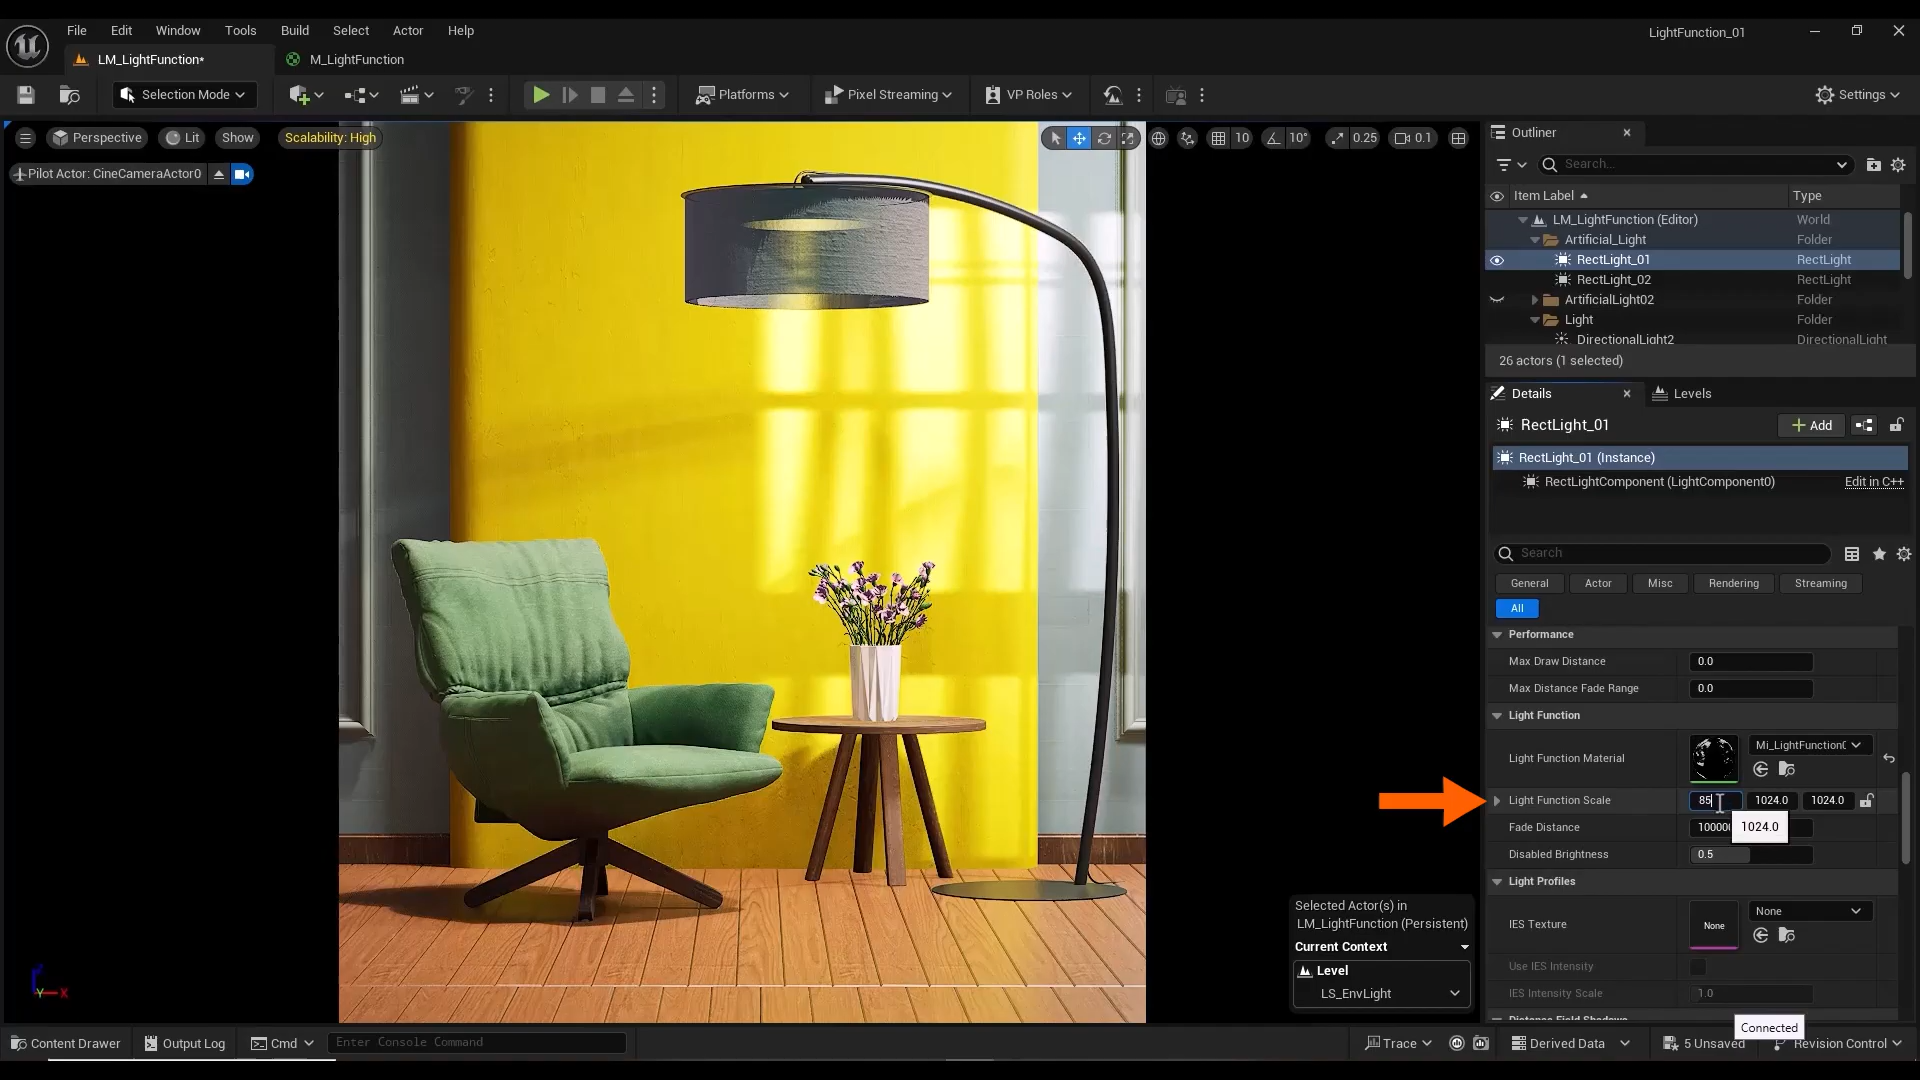 File Edit Window Tools Build Select Actor Help
LightFunction_01
LM_LightFunction*
M_LightFunction
Selection Mode
Platforms
Pixel Streaming
VP Roles
Settings
Perspective
Lit
Show
Scalability: High
10
10°
0.25
0.1
Pilot Actor: CineCameraActor0
Outliner
Search...
Item Label
Type
LM_LightFunction (Editor)
World
Artificial_Light
Folder
RectLight_01
RectLight
RectLight_02
RectLight
ArtificialLight02
Folder
Light
Folder
DirectionalLight2
DirectionalLight
26 actors (1 selected)
Details
Levels
RectLight_01
Add
RectLight_01 (Instance)
RectLightComponent (LightComponent0)
Edit in C++
Search
General
Actor
Misc
Rendering
Streaming
All
Performance
Max Draw Distance
0.0
Max Distance Fade Range
0.0
Light Function
Light Function Material
Light Function Scale
85
1024.0
1024.0
Fade Distance
1024.0
Disabled Brightness
0.5
Light Profiles
IES Texture
None
None
Use IES Intensity
IES Intensity Scale
1.0
Selected Actor(s) in
LM_LightFunction (Persistent)
Current Context
Level
LS_EnvLight
Connected
Content Drawer
Output Log
Cmd
Enter Console Command
Trace
Derived Data
5 Unsaved
Revision Control